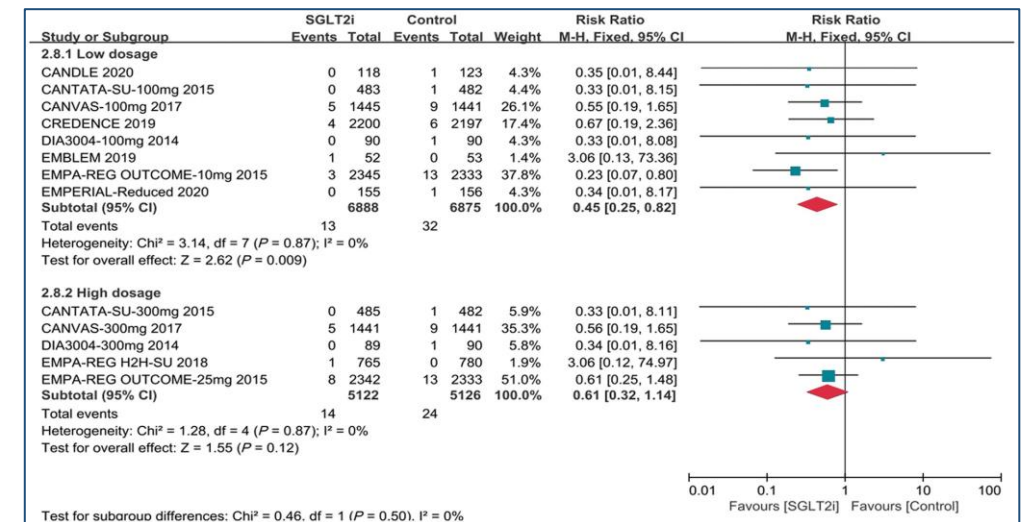 SGLT2i Control Risk Ratio Risk Ratio
Study or Subgroup Events Total Events Total Weight M-H, Fixed, 95% CI M-H, Fixed, 95% CI
2.8.1 Low dosage
CANDLE 2020 0 118 1 123 4.3% 0.35 [0.01, 8.44]
CANTATA-SU-100mg 2015 0 483 1 482 4.4% 0.33 [0.01, 8.15]
CANVAS-100mg 2017 5 1445 9 1441 26.1% 0.55 [0.19, 1.65]
CREDENCE 2019 4 2200 6 2197 17.4% 0.67 [0.19, 2.36]
DIA3004-100mg 2014 0 90 1 90 4.3% 0.33 [0.01, 8.08]
EMBLEM 2019 1 52 0 53 1.4% 3.06 [0.13, 73.36]
EMPA-REG OUTCOME-10mg 2015 3 2345 13 2333 37.8% 0.23 [0.07, 0.80]
EMPERIAL-Reduced 2020 0 155 1 156 4.3% 0.34 [0.01, 8.17]
Subtotal (95% CI) 6888 6875 100.0% 0.45 [0.25, 0.82]
Total events 13 32
Heterogeneity: Chi² = 3.14, df = 7 (P = 0.87); I² = 0%
Test for overall effect: Z = 2.62 (P = 0.009)
2.8.2 High dosage
CANTATA-SU-300mg 2015 0 485 1 482 5.9% 0.33 [0.01, 8.11]
CANVAS-300mg 2017 5 1441 9 1441 35.3% 0.56 [0.19, 1.65]
DIA3004-300mg 2014 0 89 1 90 5.8% 0.34 [0.01, 8.16]
EMPA-REG H2H-SU 2018 1 765 0 780 1.9% 3.06 [0.12, 74.97]
EMPA-REG OUTCOME-25mg 2015 8 2342 13 2333 51.0% 0.61 [0.25, 1.48]
Subtotal (95% CI) 5122 5126 100.0% 0.61 [0.32, 1.14]
Total events 14 24
Heterogeneity: Chi² = 1.28, df = 4 (P = 0.87); I² = 0%
Test for overall effect: Z = 1.55 (P = 0.12)
0.01 0.1 1 10 100
Favours [SGLT2i] Favours [Control]
Test for subgroup differences: Chi² = 0.46, df = 1 (P = 0.50), I² = 0%